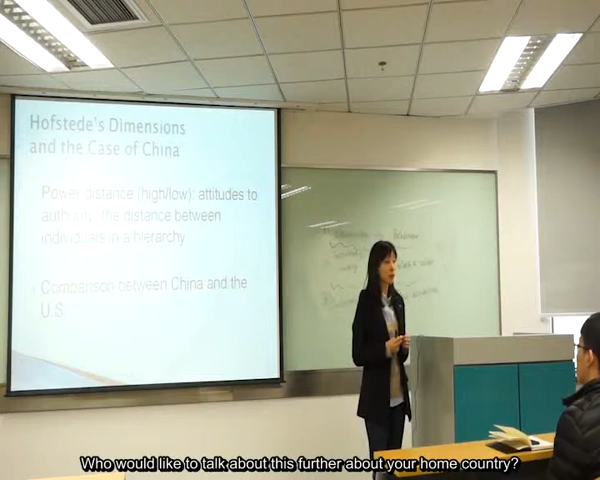 Hofstede's Dimensions
and the Case of China
Power distance (high/low): attitudes to
authority, the distance between
individuals in a hierarchy
Comparison between China and the
U.S.
Who would like to talk about this further about your home country?